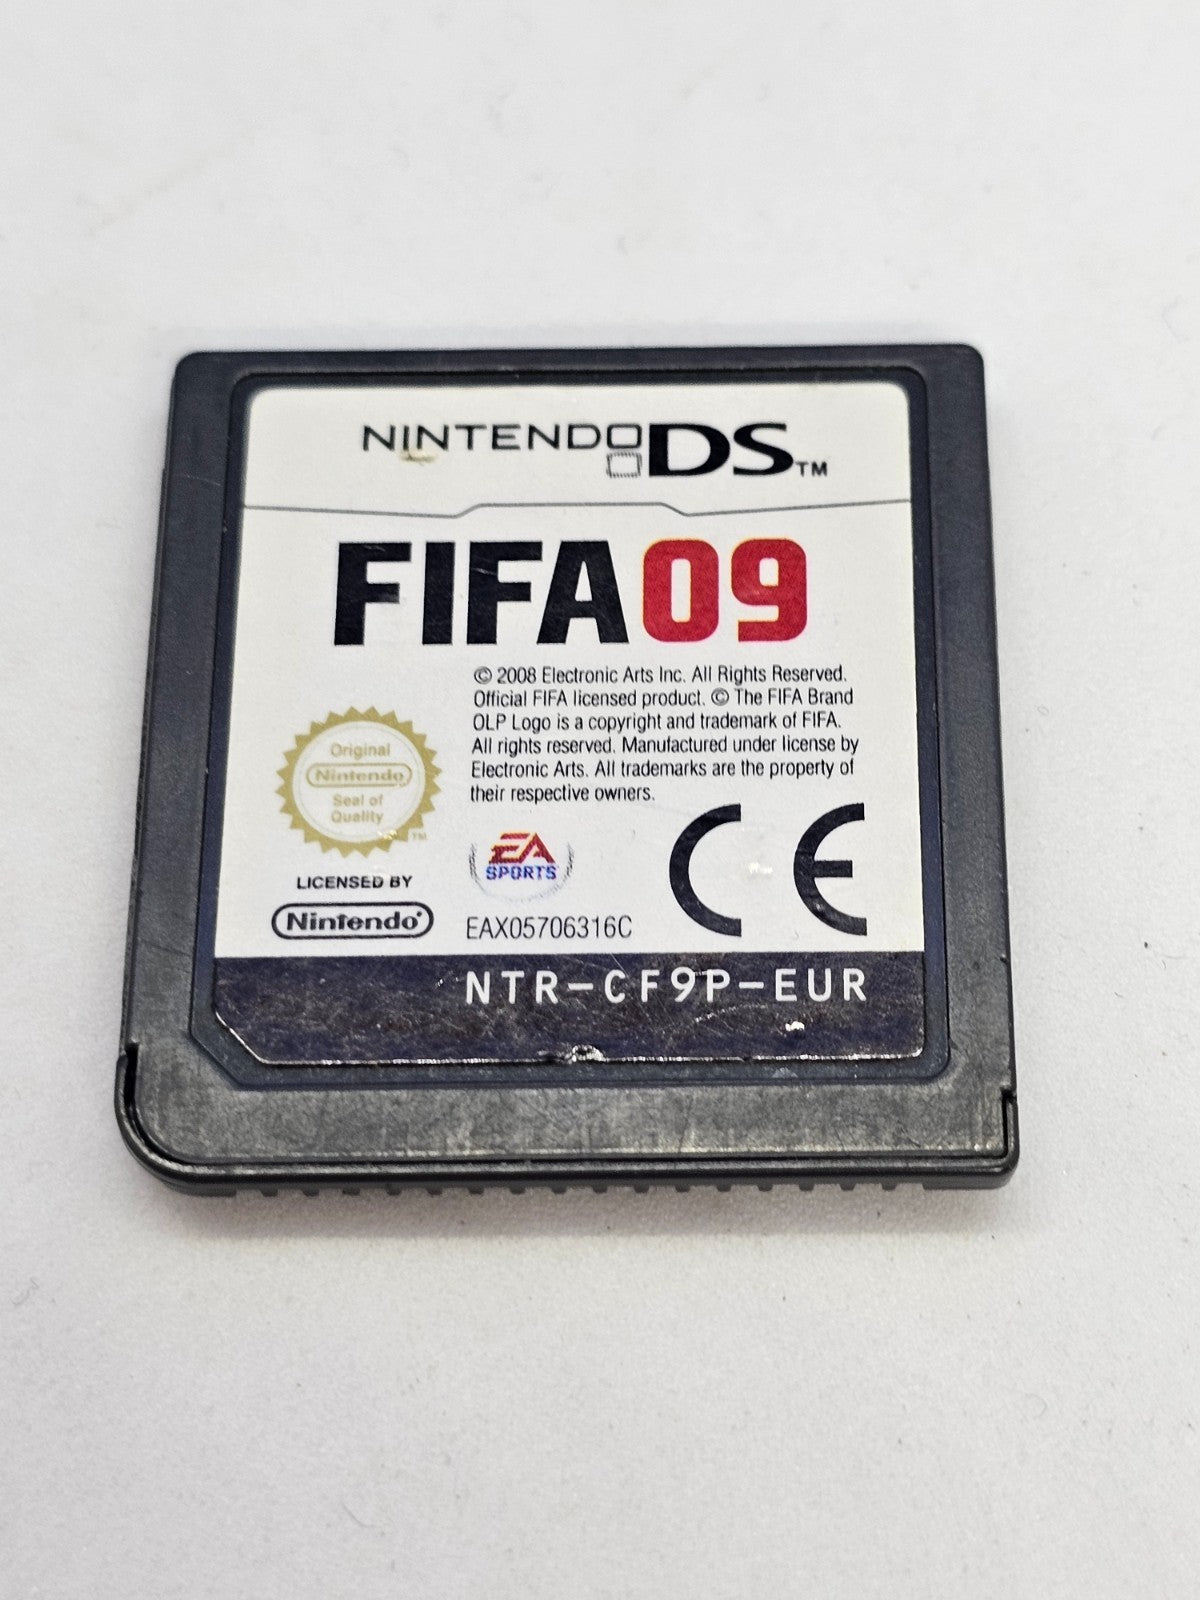 NINTENDO DS™
FIFA 09
© 2008 Electronic Arts Inc. All Rights Reserved.
Official FIFA licensed product. © The FIFA Brand
OLP Logo is a copyright and trademark of FIFA.
All rights reserved. Manufactured under license by
Electronic Arts. All trademarks are the property of
their respective owners.
Original
Nintendo
Seal of
Quality
TM
LICENSED BY
Nintendo®
EA
SPORTS
EAX05706316C
CE
NTR-CF9P-EUR